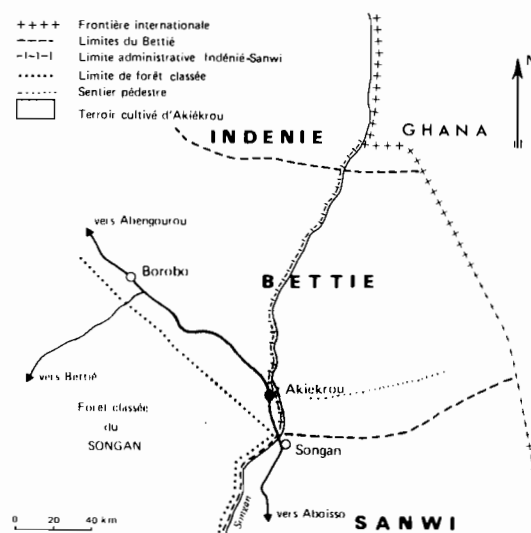 Frontière internationale
Limites du Bettié
Limite administrative Indénié-Sanwi
Limite de forêt classée
Sentier pédestre
Terroir cultivé d'Akiékrou
N
INDENIE
GHANA
vers Abengourou
Borobo
BETTIE
vers Bettié
Akiekrou
Forêt classée
du
SONGAN
Songan
Songan
vers Aboisso
SANWI
0 20 40 km